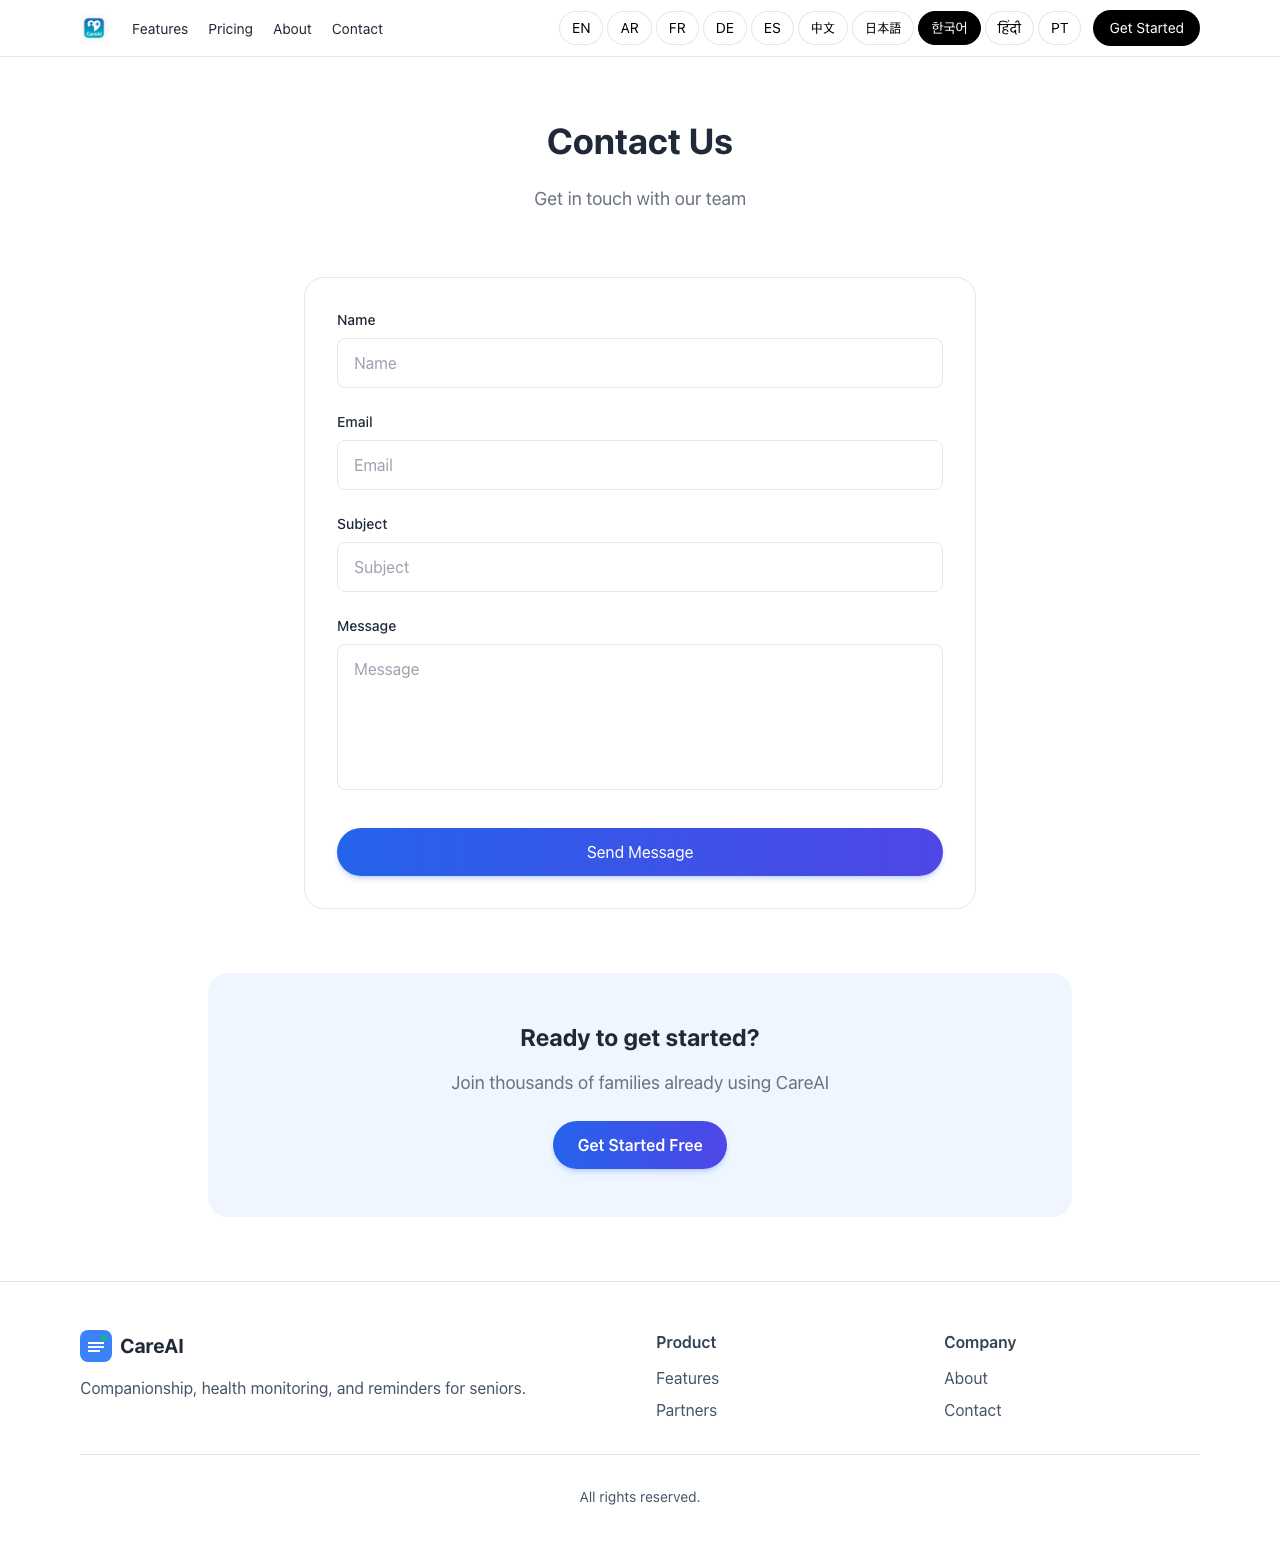 CareAI
Features Pricing About Contact
EN AR FR DE ES 中文 日本語 한국어 हिंदी PT Get Started
Contact Us
Get in touch with our team
Name
Name
Email
Email
Subject
Subject
Message
Message
Send Message
Ready to get started?
Join thousands of families already using CareAI
Get Started Free
CareAI
Companionship, health monitoring, and reminders for seniors.
Product
Features
Partners
Company
About
Contact
All rights reserved.